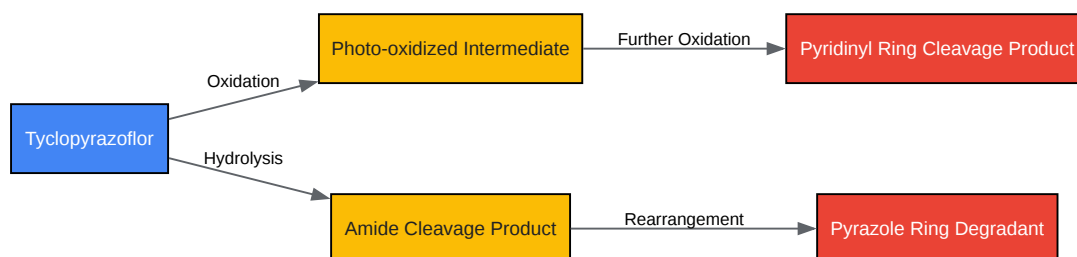 Photo-oxidized Intermediate
Further Oxidation
Pyridinyl Ring Cleavage Product
Oxidation
Tyclopyrazoflor
Hydrolysis
Amide Cleavage Product
Rearrangement
Pyrazole Ring Degradant